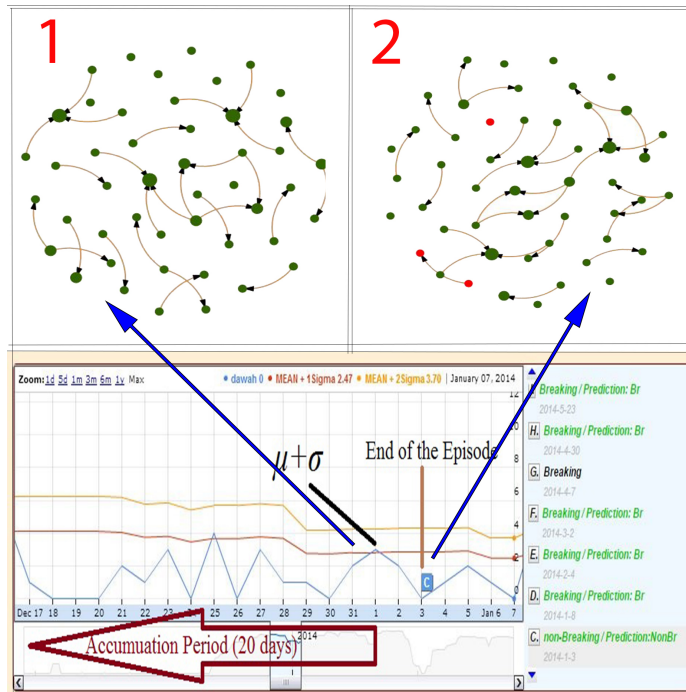 1
2
Zoom: 1d 5d 1m 3m 6m 1y Max
dawah 0 MEAN + 1Sigma 2.47 MEAN + 2Sigma 3.70 | January 07, 2014
12
10
8
6
4
2
0
μ+σ
End of the Episode
C
Dec 17 18 19 20 21 22 23 24 25 26 27 28 29 30 31 1 2 3 4 5 Jan 6 7
2014
Accumuation Period (20 days)
Breaking / Prediction: Br
2014-5-23
H. Breaking / Prediction: Br
2014-4-30
G. Breaking
2014-4-7
F. Breaking / Prediction: Br
2014-3-2
E. Breaking / Prediction: Br
2014-2-4
D. Breaking / Prediction: Br
2014-1-8
C. non-Breaking / Prediction:NonBr
2014-1-3